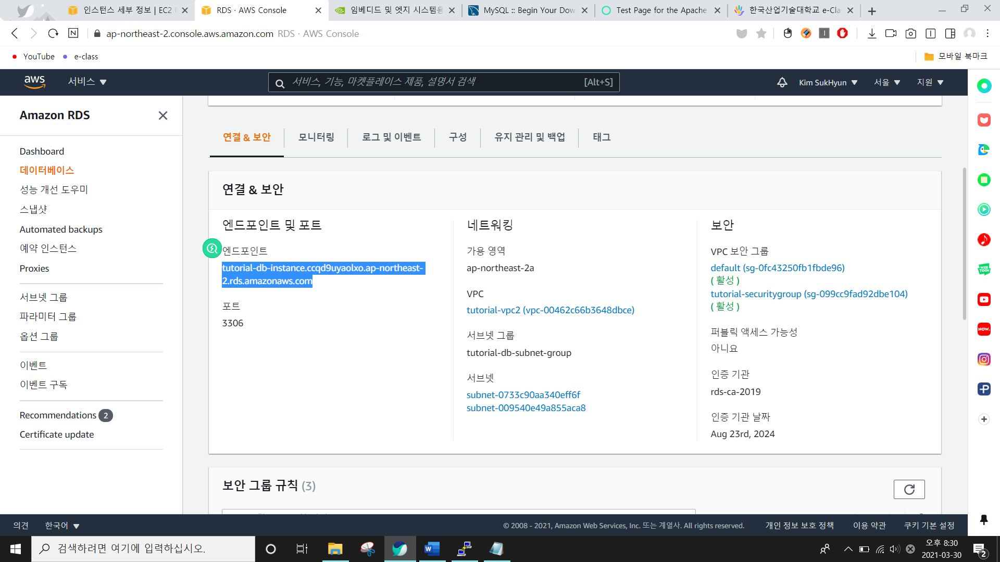 인스턴스 세부 정보 | EC2
RDS · AWS Console
임베디드 및 엣지 시스템용
MySQL :: Begin Your Dow
Test Page for the Apache
한국산업기술대학교 e-Cla
ap-northeast-2.console.aws.amazon.com RDS · AWS Console
YouTube
e-class
모바일 북마크
aws
서비스
서비스, 기능, 마켓플레이스 제품, 설명서 검색
[Alt+S]
Kim SukHyun
서울
지원
Amazon RDS
Dashboard
데이터베이스
성능 개선 도우미
스냅샷
Automated backups
예약 인스턴스
Proxies
서브넷 그룹
파라미터 그룹
옵션 그룹
이벤트
이벤트 구독
Recommendations 2
Certificate update
연결 & 보안
모니터링
로그 및 이벤트
구성
유지 관리 및 백업
태그
연결 & 보안
엔드포인트 및 포트
엔드포인트
tutorial-db-instance.ccqd9uyaolxo.ap-northeast-
2.rds.amazonaws.com
포트
3306
네트워킹
가용 영역
ap-northeast-2a
VPC
tutorial-vpc2 (vpc-00462c66b3648dbce)
서브넷 그룹
tutorial-db-subnet-group
서브넷
subnet-0733c90aa340eff6f
subnet-009540e49a855aca8
보안
VPC 보안 그룹
default (sg-0fc43250fb1fbde96)
( 활성 )
tutorial-securitygroup (sg-099cc9fad92dbe104)
( 활성 )
퍼블릭 액세스 가능성
아니요
인증 기관
rds-ca-2019
인증 기관 날짜
Aug 23rd, 2024
보안 그룹 규칙 (3)
WEB
TOON
NOW.
의견
한국어
© 2008 - 2021, Amazon Web Services, Inc. 또는 계열사. All rights reserved.
개인 정보 보호 정책
이용 약관
쿠키 기본 설정
검색하려면 여기에 입력하십시오.
오후 8:30
2021-03-30
2